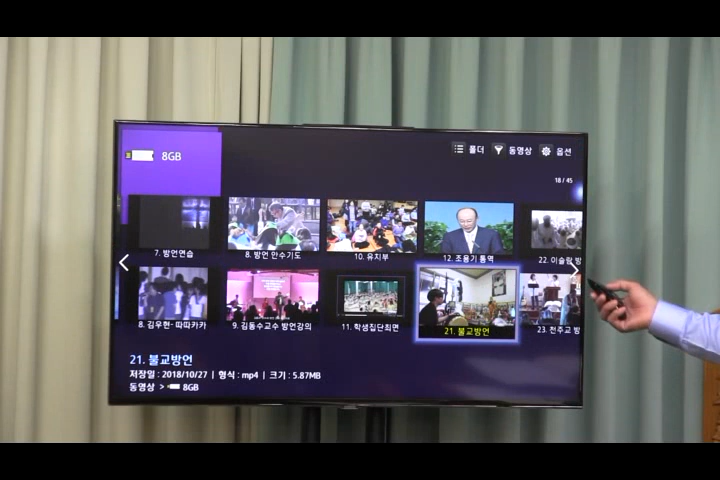 8GB
폴더 동영상 옵션
18 / 45
7. 방언연습
8. 방언 안수기도
10. 유치부
12. 조용기 통역
22. 이슬람 방
8. 김우현- 따따카카
9. 김동수교수 방언강의
11. 학생집단최면
21. 불교방언
23. 천주교 방
21. 불교방언
저장일 : 2018/10/27 | 형식 : mp4 | 크기 : 5.87MB
동영상 > 8GB